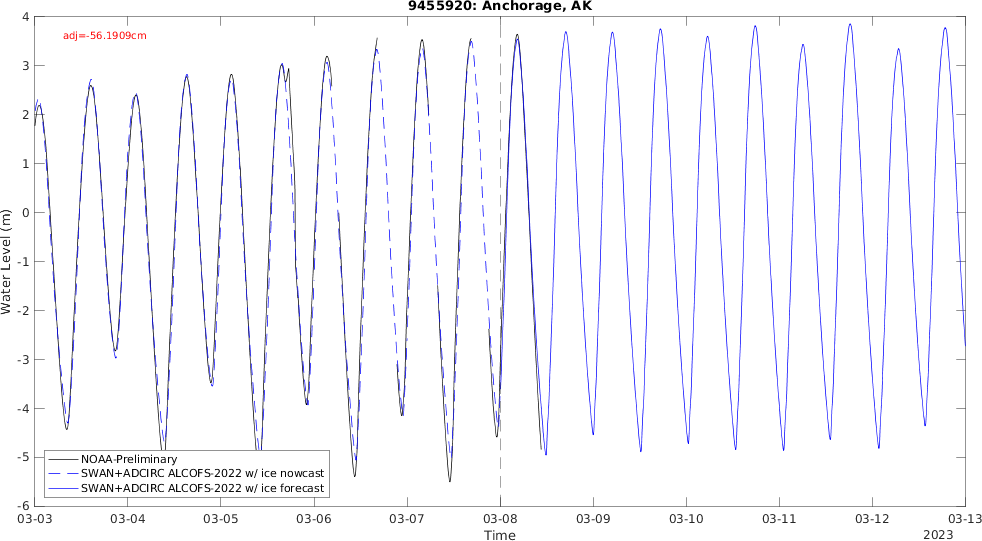 9455920: Anchorage, AK
adj=-56.1909cm
4
3
2
1
0
-1
-2
-3
-4
-5
-6
Water Level (m)
NOAA-Preliminary
SWAN+ADCIRC ALCOFS-2022 w/ ice nowcast
SWAN+ADCIRC ALCOFS-2022 w/ ice forecast
03-03 03-04 03-05 03-06 03-07 03-08 03-09 03-10 03-11 03-12 03-13
Time
2023